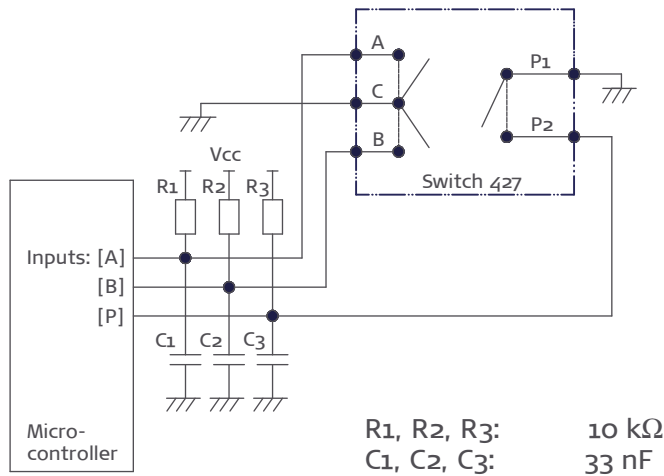 A
P1
C
P2
B
Vcc
Switch 427
R1 R2 R3
Inputs: [A]
[B]
[P]
C1 C2 C3
Micro-
controller
R1, R2, R3: 10 kΩ
C1, C2, C3: 33 nF